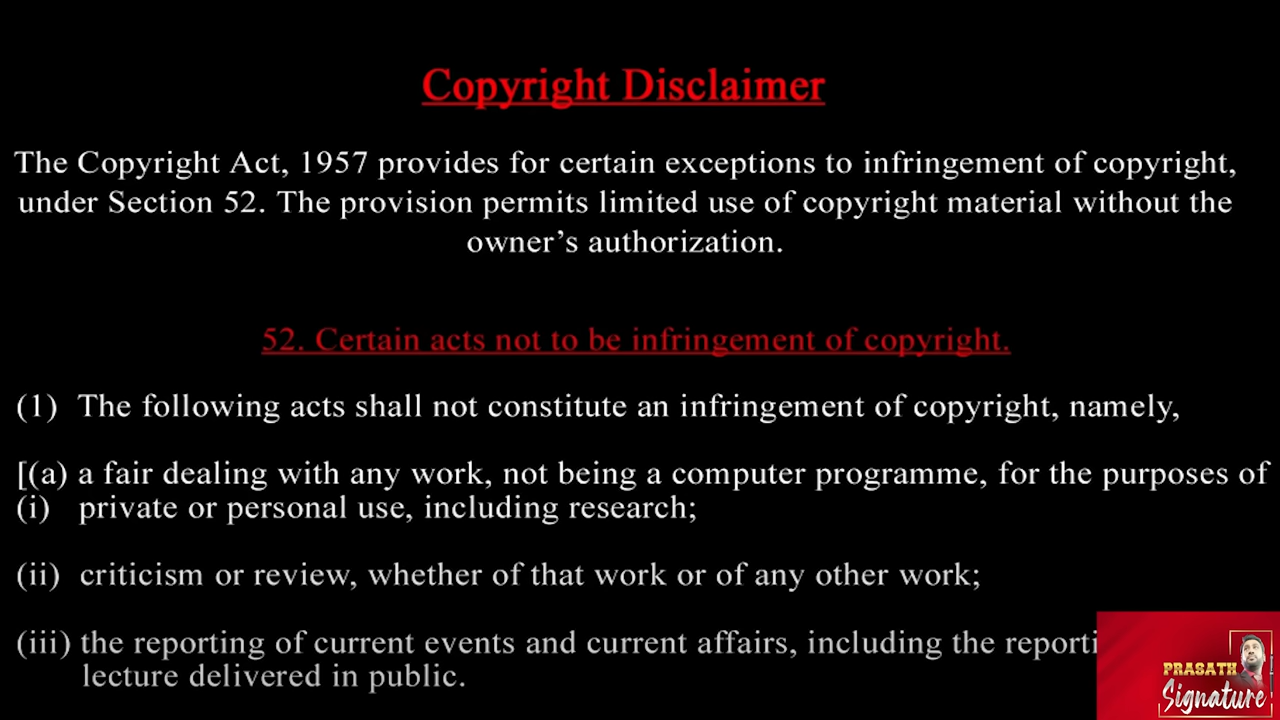 Copyright Disclaimer
The Copyright Act, 1957 provides for certain exceptions to infringement of copyright,
under Section 52. The provision permits limited use of copyright material without the
owner’s authorization.
52. Certain acts not to be infringement of copyright.
(1) The following acts shall not constitute an infringement of copyright, namely,
[(a) a fair dealing with any work, not being a computer programme, for the purposes of
(i) private or personal use, including research;
(ii) criticism or review, whether of that work or of any other work;
(iii) the reporting of current events and current affairs, including the reporti
lecture delivered in public.
PRASATH
Signature